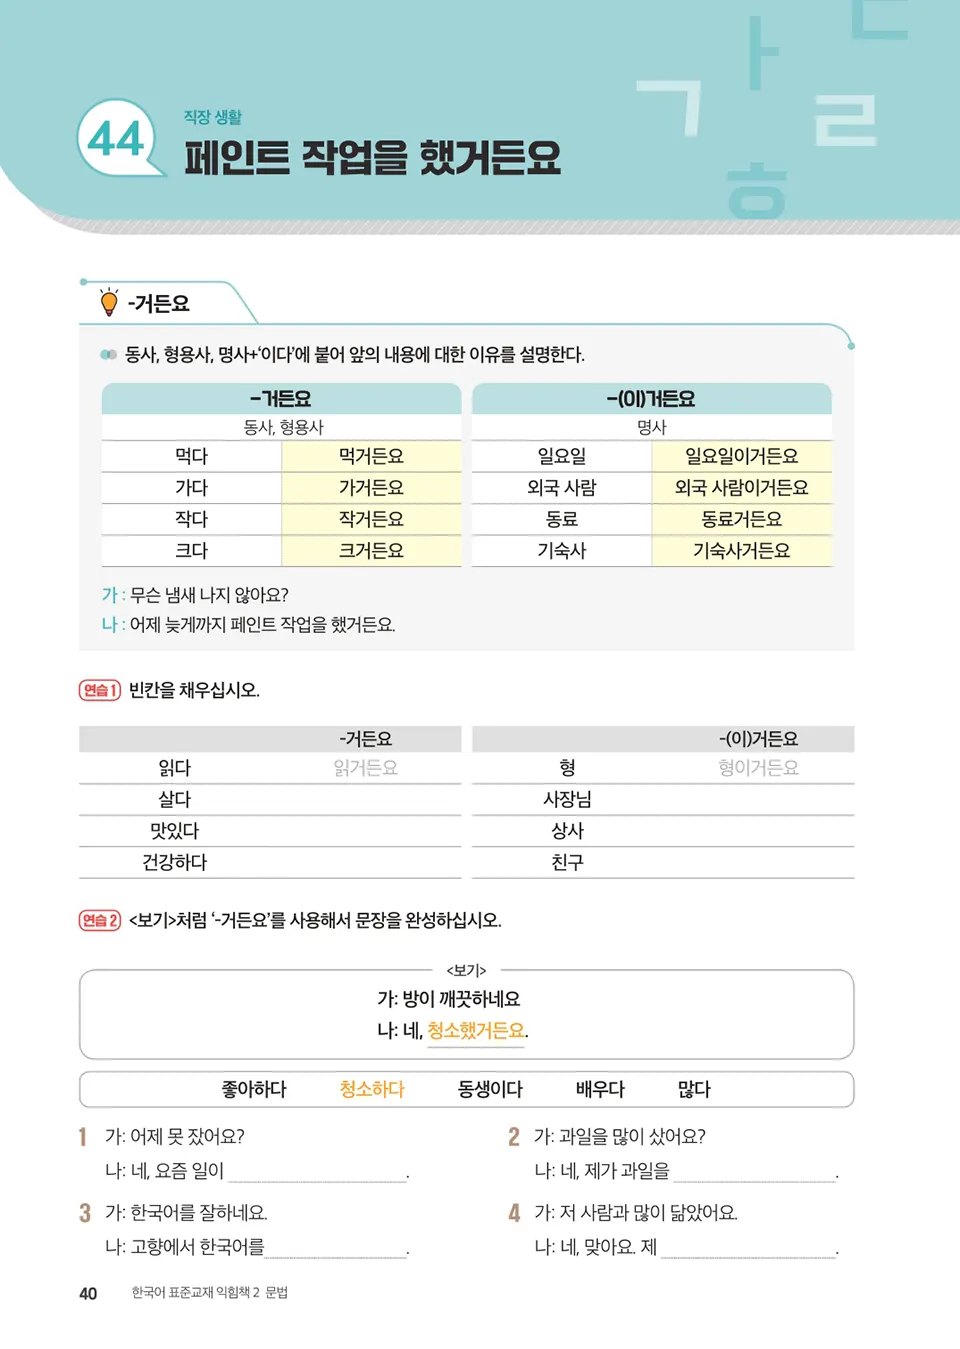 44
직장 생활
페인트 작업을 했거든요
ㄱ ㅏ ㄴ ㄹ ㅎ
-거든요
동사, 형용사, 명사+‘이다’에 붙어 앞의 내용에 대한 이유를 설명한다.
-거든요 -(이)거든요
동사, 형용사 명사
먹다 먹거든요 일요일 일요일이거든요
가다 가거든요 외국 사람 외국 사람이거든요
작다 작거든요 동료 동료거든요
크다 크거든요 기숙사 기숙사거든요
가 : 무슨 냄새 나지 않아요?
나 : 어제 늦게까지 페인트 작업을 했거든요.
연습 1 빈칸을 채우십시오.
-거든요 -(이)거든요
읽다 읽거든요 형 형이거든요
살다 사장님
맛있다 상사
건강하다 친구
연습 2 <보기>처럼 ‘-거든요’를 사용해서 문장을 완성하십시오.
<보기>
가: 방이 깨끗하네요
나: 네, 청소했거든요.
좋아하다 청소하다 동생이다 배우다 많다
1 가: 어제 못 잤어요?
나: 네, 요즘 일이 .
2 가: 과일을 많이 샀어요?
나: 네, 제가 과일을 .
3 가: 한국어를 잘하네요.
나: 고향에서 한국어를 .
4 가: 저 사람과 많이 닮았어요.
나: 네, 맞아요. 제 .
40 한국어 표준교재 익힘책 2 문법